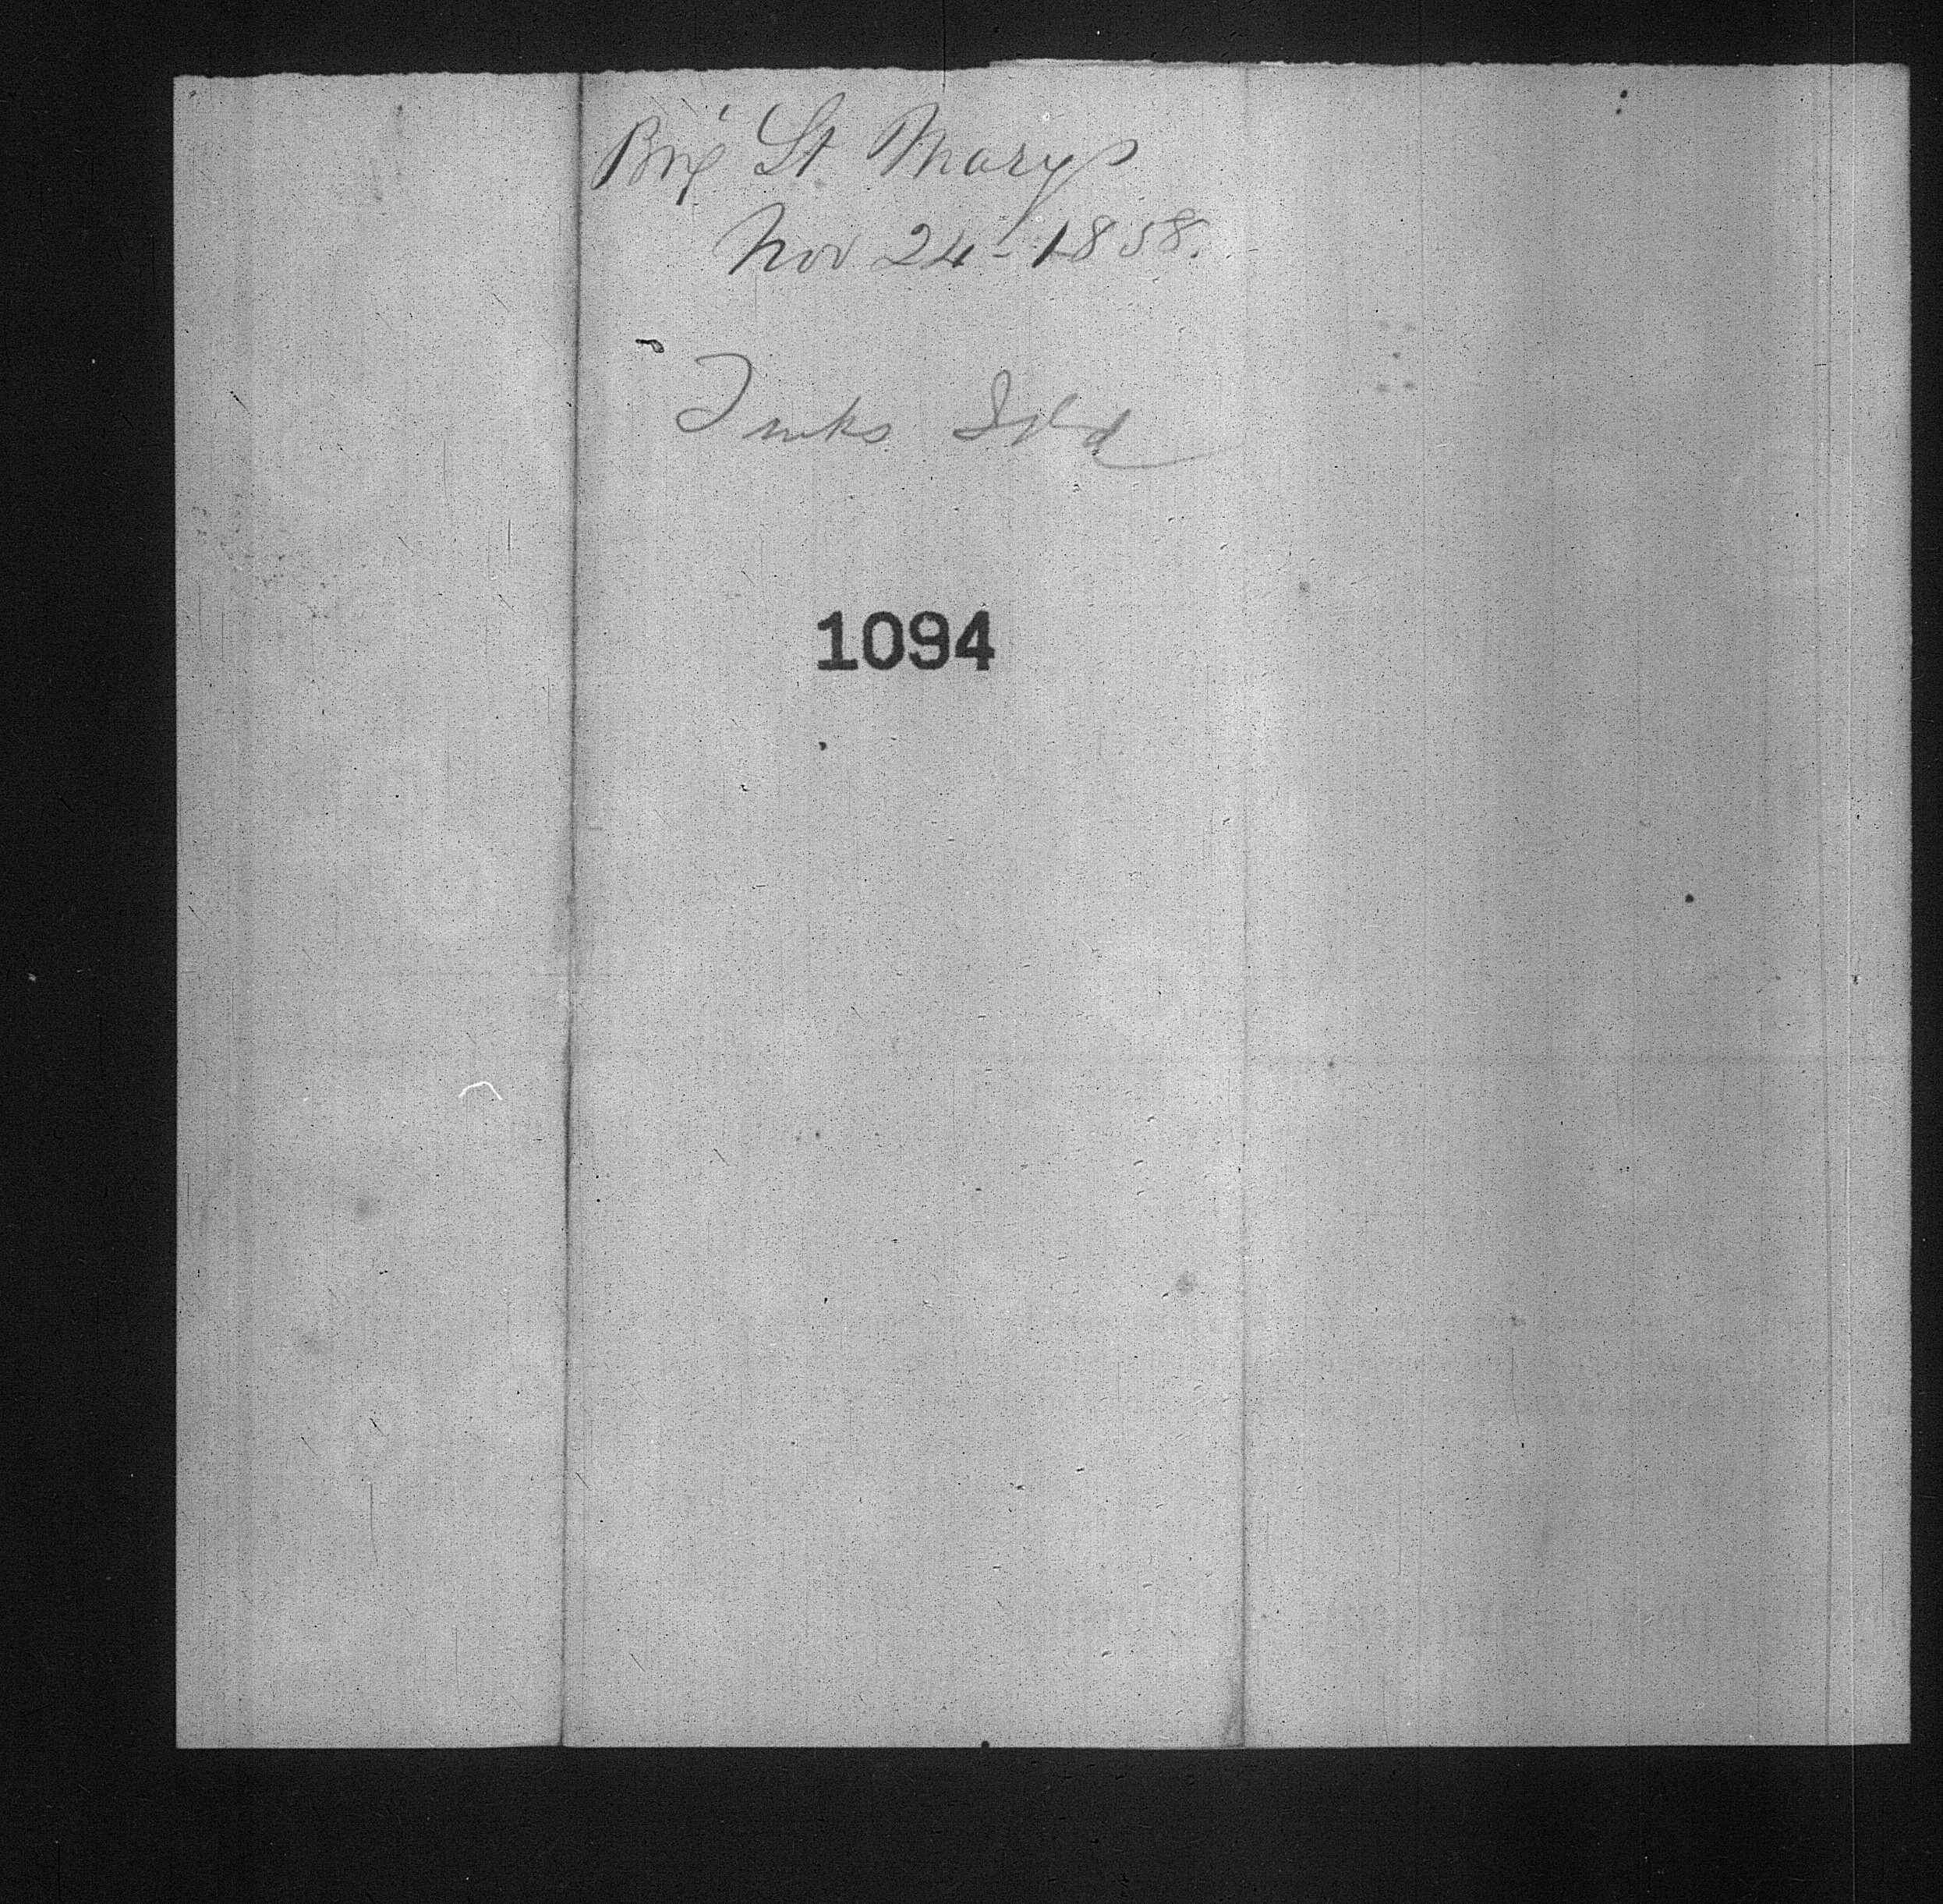 Brig St Marys
Nov 24-1858.
Turks Isld
1094